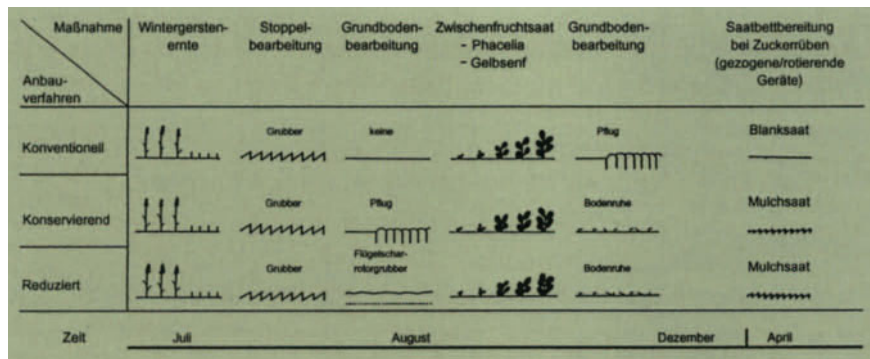 Maßnahme
Anbau-
verfahren
Wintergersten-
ernte
Stoppel-
bearbeitung
Grundboden-
bearbeitung
Zwischenfruchtsaat
- Phacelia
- Gelbsenf
Grundboden-
bearbeitung
Saatbettbereitung
bei Zuckerrüben
(gezogene/rotierende
Geräte)
Konventionell
Grubber
keine
Pflug
Blanksaat
Konservierend
Grubber
Pflug
Bodenruhe
Mulchsaat
Reduziert
Grubber
Flügelschar-
rotorgrubber
Bodenruhe
Mulchsaat
Zeit
Juli
August
Dezember
April